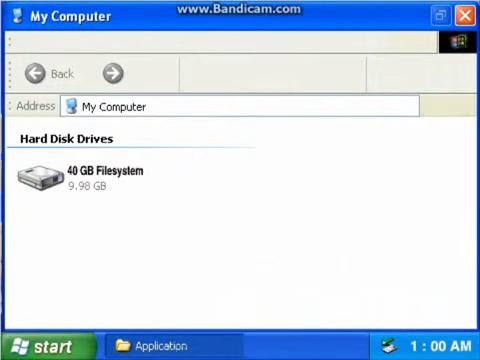 www.Bandicam.com
My Computer
Back
Address My Computer
Hard Disk Drives
40 GB Filesystem
9.98 GB
start Application 1 : 00 AM